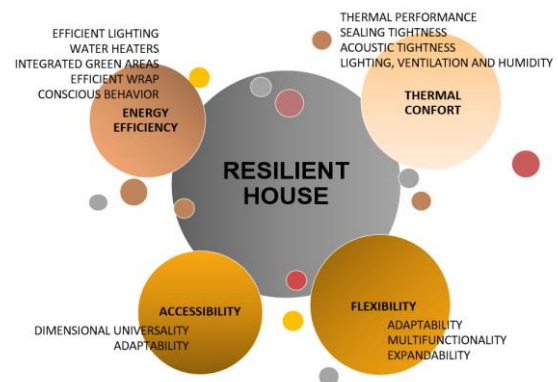 EFFICIENT LIGHTING
WATER HEATERS
INTEGRATED GREEN AREAS
EFFICIENT WRAP
CONSCIOUS BEHAVIOR
ENERGY
EFFICIENCY
THERMAL PERFORMANCE
SEALING TIGHTNESS
ACOUSTIC TIGHTNESS
LIGHTING, VENTILATION AND HUMIDITY
THERMAL
CONFORT
RESILIENT
HOUSE
ACCESSIBILITY
DIMENSIONAL UNIVERSALITY
ADAPTABILITY
FLEXIBILITY
ADAPTABILITY
MULTIFUNCTIONALITY
EXPANDABILITY